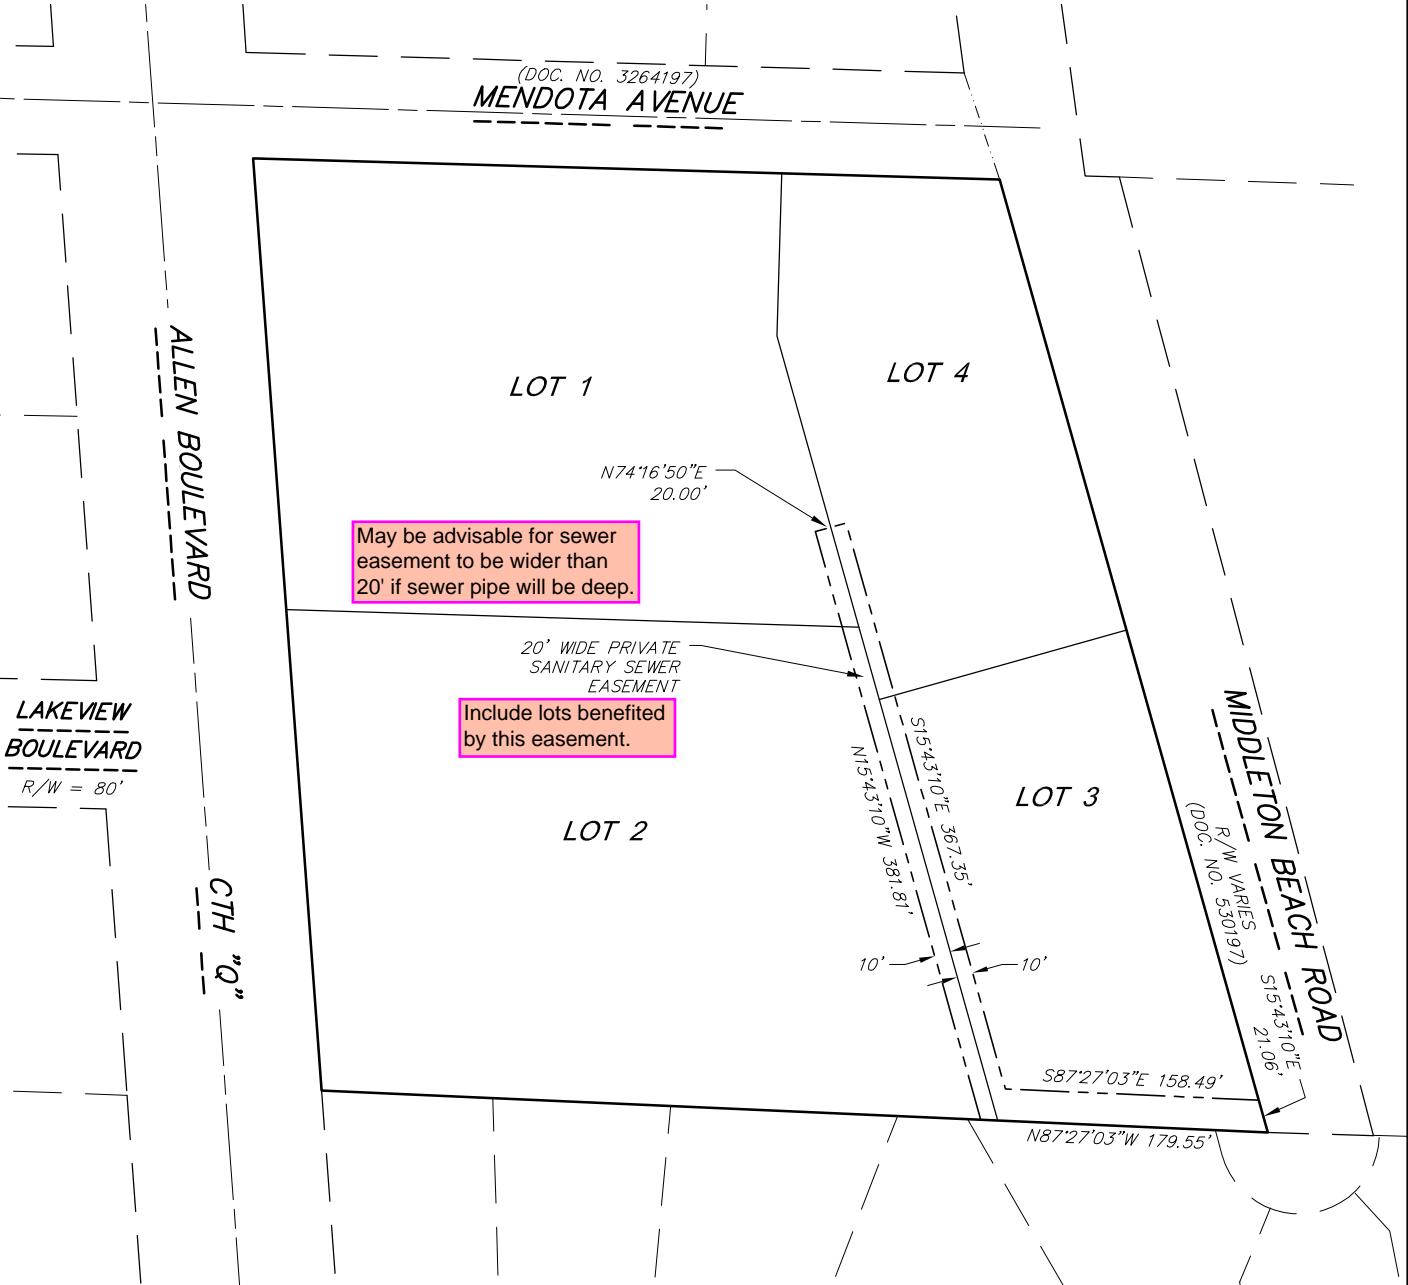 (DOC. NO. 3264197)
MENDOTA AVENUE
ALLEN BOULEVARD
LOT 1
LOT 4
N74°16'50"E
20.00'
May be advisable for sewer
easement to be wider than
20' if sewer pipe will be deep.
20' WIDE PRIVATE
SANITARY SEWER
EASEMENT
Include lots benefited
by this easement.
LAKEVIEW
BOULEVARD
R/W = 80'
LOT 2
LOT 3
N15°43'10"W 381.81'
S15°43'10"E 367.35'
MIDDLETON BEACH ROAD
R/W VARIES
(DOC. NO. 530197)
CTH "Q"
10'
10'
S15°43'10"E
21.06'
S87°27'03"E 158.49'
N87°27'03"W 179.55'